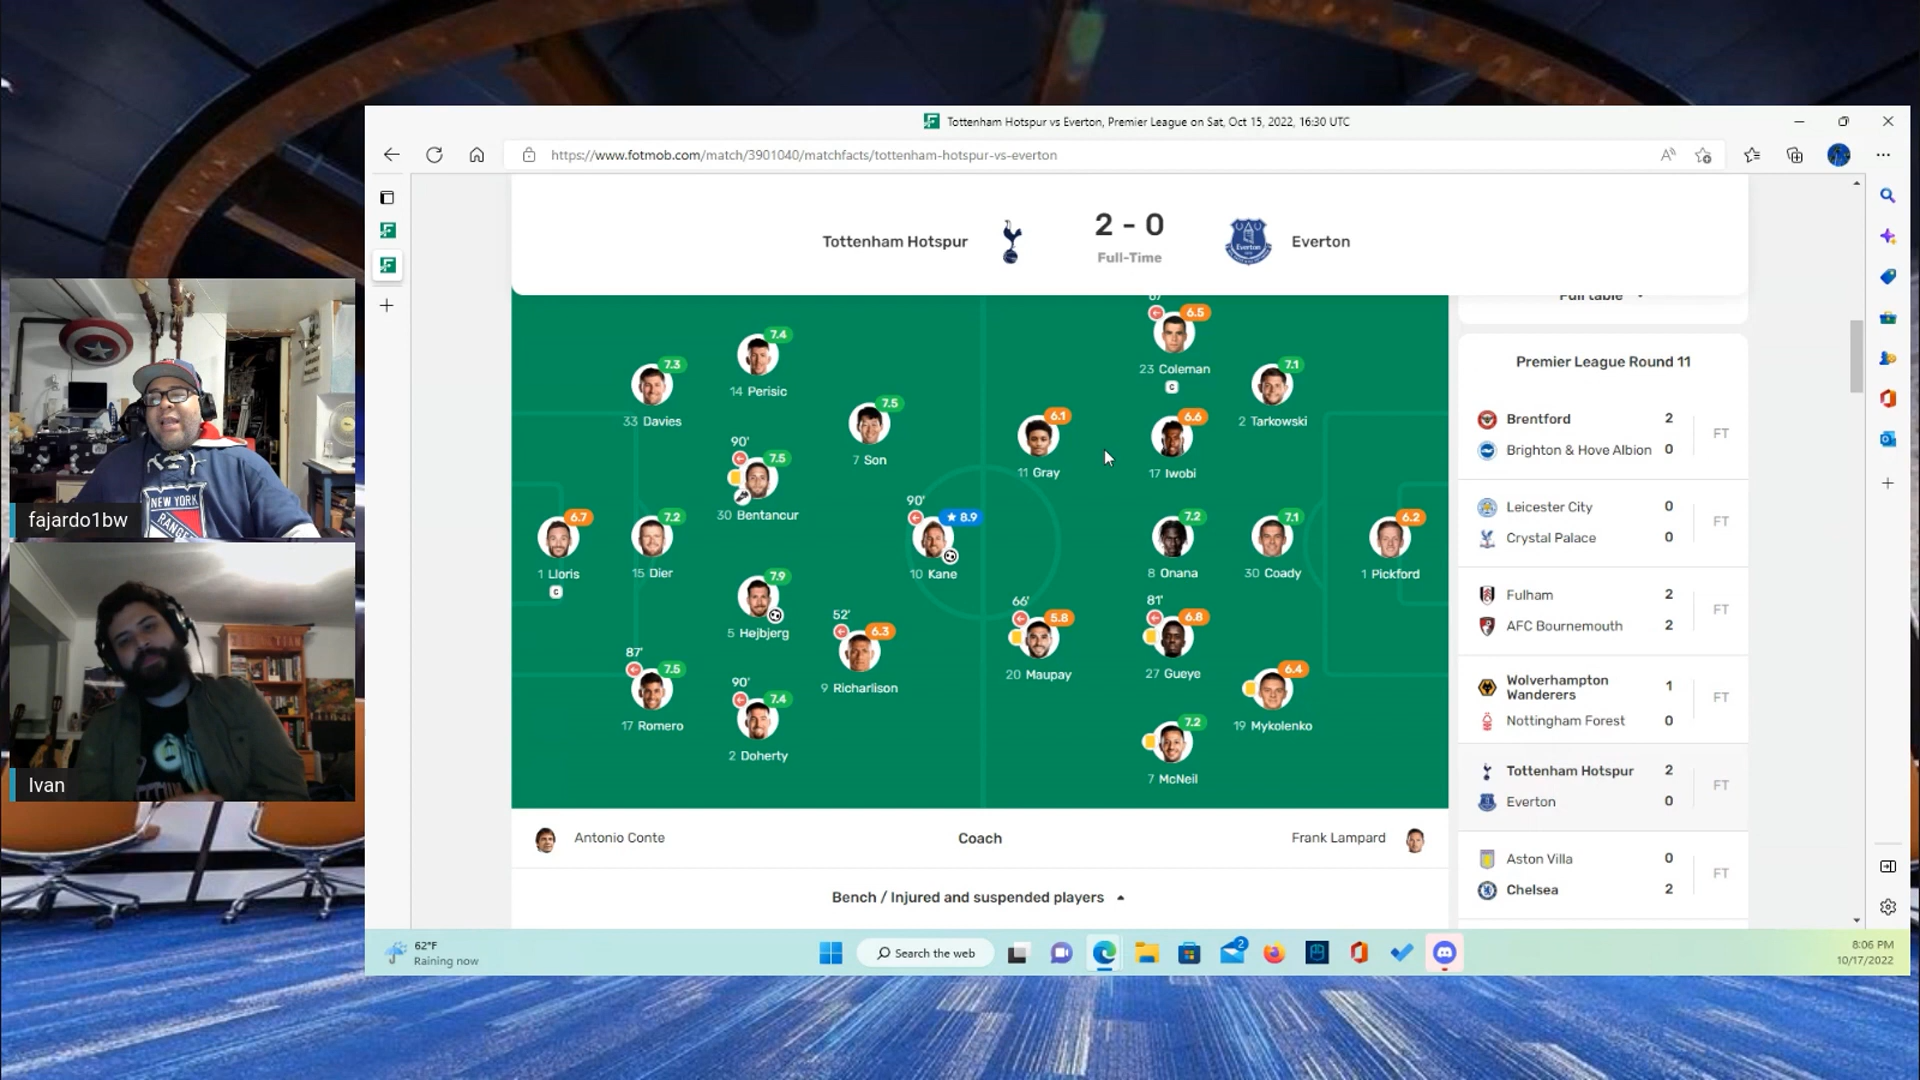 Tottenham Hotspur vs Everton, Premier League on Sat, Oct 15, 2022, 16:30 UTC
https://www.fotmob.com/match/3901040/matchfacts/tottenham-hotspur-vs-everton
Tottenham Hotspur
2 - 0
Full-Time
Everton
Everton
7.3
33 Davies
7.4
14 Perisic
90'
7.5
30 Bentancur
7.5
7 Son
6.7
1 Lloris
C
7.2
15 Dier
7.9
5 Højbjerg
90'
8.9
10 Kane
52'
6.3
9 Richarlison
87'
7.5
17 Romero
90'
7.4
2 Doherty
87'
6.5
23 Coleman
C
7.1
2 Tarkowski
6.1
11 Gray
6.6
17 Iwobi
7.2
8 Onana
7.1
30 Coady
6.2
1 Pickford
66'
5.8
20 Maupay
81'
6.8
27 Gueye
6.4
19 Mykolenko
7.2
7 McNeil
Antonio Conte
Coach
Frank Lampard
Bench / Injured and suspended players
Full table
Premier League Round 11
Brentford 2
Brighton & Hove Albion 0
FT
Leicester City 0
Crystal Palace 0
FT
Fulham 2
AFC Bournemouth 2
FT
Wolverhampton
Wanderers 1
Nottingham Forest 0
FT
Tottenham Hotspur 2
Everton 0
FT
Aston Villa 0
Chelsea 2
FT
NEW YORK
RANGERS
fajardo1bw
Ivan
62°F
Raining now
Search the web
2
8:06 PM
10/17/2022